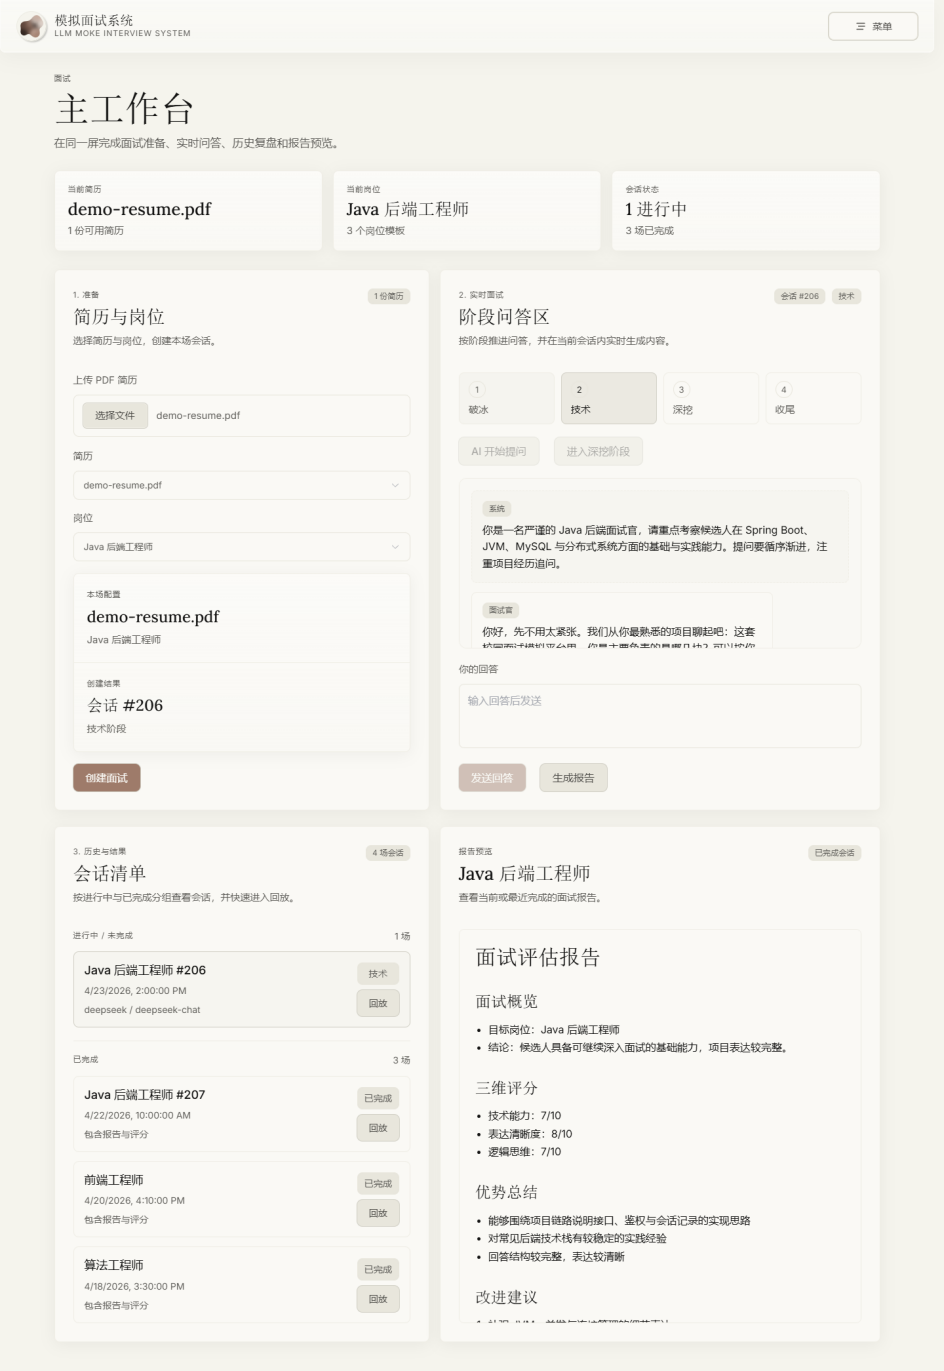 模拟面试系统
LLM MOKE INTERVIEW SYSTEM
菜单
面试
主工作台
在同一屏完成面试准备、实时问答、历史复盘和报告预览。
当前简历
demo-resume.pdf
1 份可用简历
当前岗位
Java 后端工程师
3 个岗位模板
会话状态
1 进行中
3 场已完成
1. 准备
1 份简历
简历与岗位
选择简历与岗位，创建本场会话。
上传 PDF 简历
选择文件 demo-resume.pdf
简历
demo-resume.pdf
岗位
Java 后端工程师
本场配置
demo-resume.pdf
Java 后端工程师
创建结果
会话 #206
技术阶段
创建面试
2. 实时面试
会话 #206 技术
阶段问答区
按阶段推进问答，并在当前会话内实时生成内容。
1 破冰
2 技术
3 深挖
4 收尾
AI 开始提问 进入深挖阶段
系统
你是一名严谨的 Java 后端面试官，请重点考察候选人在 Spring Boot、
JVM、MySQL 与分布式系统方面的基础与实践能力。提问要循序渐进，注
重项目经历追问。
面试官
你好，先不用太紧张。我们从你最熟悉的项目聊起吧：这套
你的回答
输入回答后发送
发送回答 生成报告
3. 历史与结果
4 场会话
会话清单
按进行中与已完成分组查看会话，并快速进入回放。
进行中 / 未完成 1 场
Java 后端工程师 #206
技术
4/23/2026, 2:00:00 PM
回放
deepseek / deepseek-chat
已完成 3 场
Java 后端工程师 #207
已完成
4/22/2026, 10:00:00 AM
回放
包含报告与评分
前端工程师
已完成
4/20/2026, 4:10:00 PM
回放
包含报告与评分
算法工程师
已完成
4/18/2026, 3:30:00 PM
回放
包含报告与评分
报告预览
已完成会话
Java 后端工程师
查看当前或最近完成的面试报告。
面试评估报告
面试概览
• 目标岗位：Java 后端工程师
• 结论：候选人具备可继续深入面试的基础能力，项目表达较完整。
三维评分
• 技术能力：7/10
• 表达清晰度：8/10
• 逻辑思维：7/10
优势总结
• 能够围绕项目链路说明接口、鉴权与会话记录的实现思路
• 对常见后端技术栈有较稳定的实践经验
• 回答结构较完整，表达较清晰
改进建议